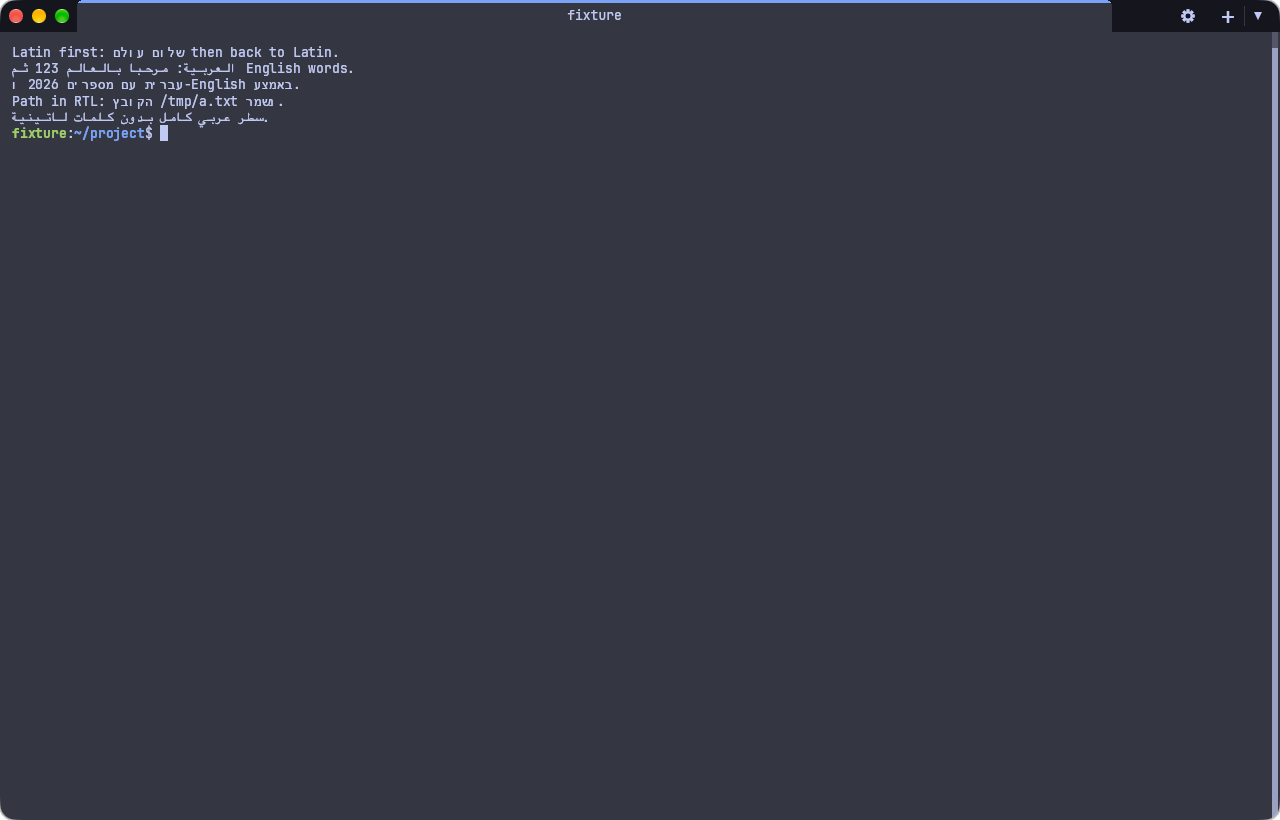 fixture
Latin first: שלום עולם then back to Latin.
العربية: مرحبا بالعالم 123 ثم English words.
עברית עם מספרים 2026 ו-English באמצע.
Path in RTL: הקובץ /tmp/a.txt נשמר.
سطر عربي كامل بدون كلمات لاتينية.
fixture:~/project$